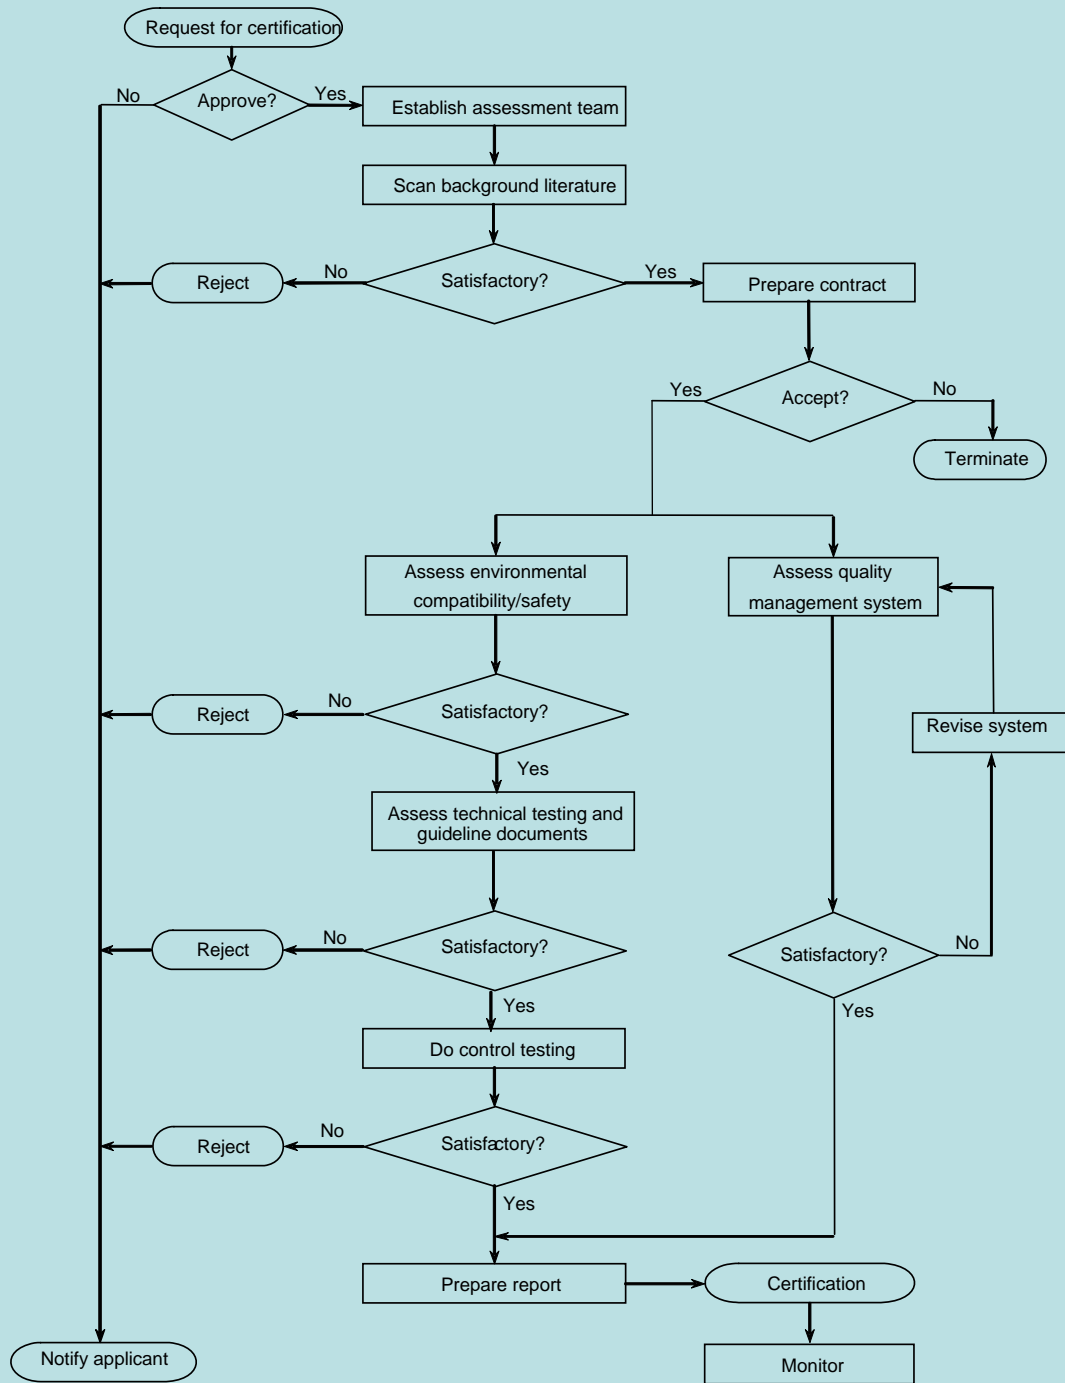 Request for certification
No
Approve?
Yes
Establish assessment team
Scan background literature
Reject
No
Satisfactory?
Yes
Prepare contract
Yes
Accept?
No
Terminate
Assess environmental
compatibility/safety
Assess quality
management system
Reject
No
Satisfactory?
Revise system
Yes
Assess technical testing and
guideline documents
Reject
No
Satisfactory?
Satisfactory?
No
Yes
Yes
Do control testing
Reject
No
Satisfactory?
Yes
Prepare report
Certification
Notify applicant
Monitor